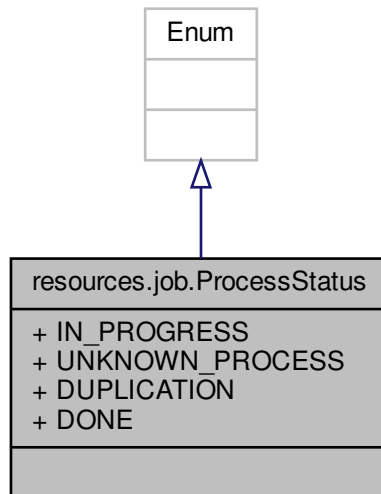 Enum
resources.job.ProcessStatus
+ IN_PROGRESS
+ UNKNOWN_PROCESS
+ DUPLICATION
+ DONE